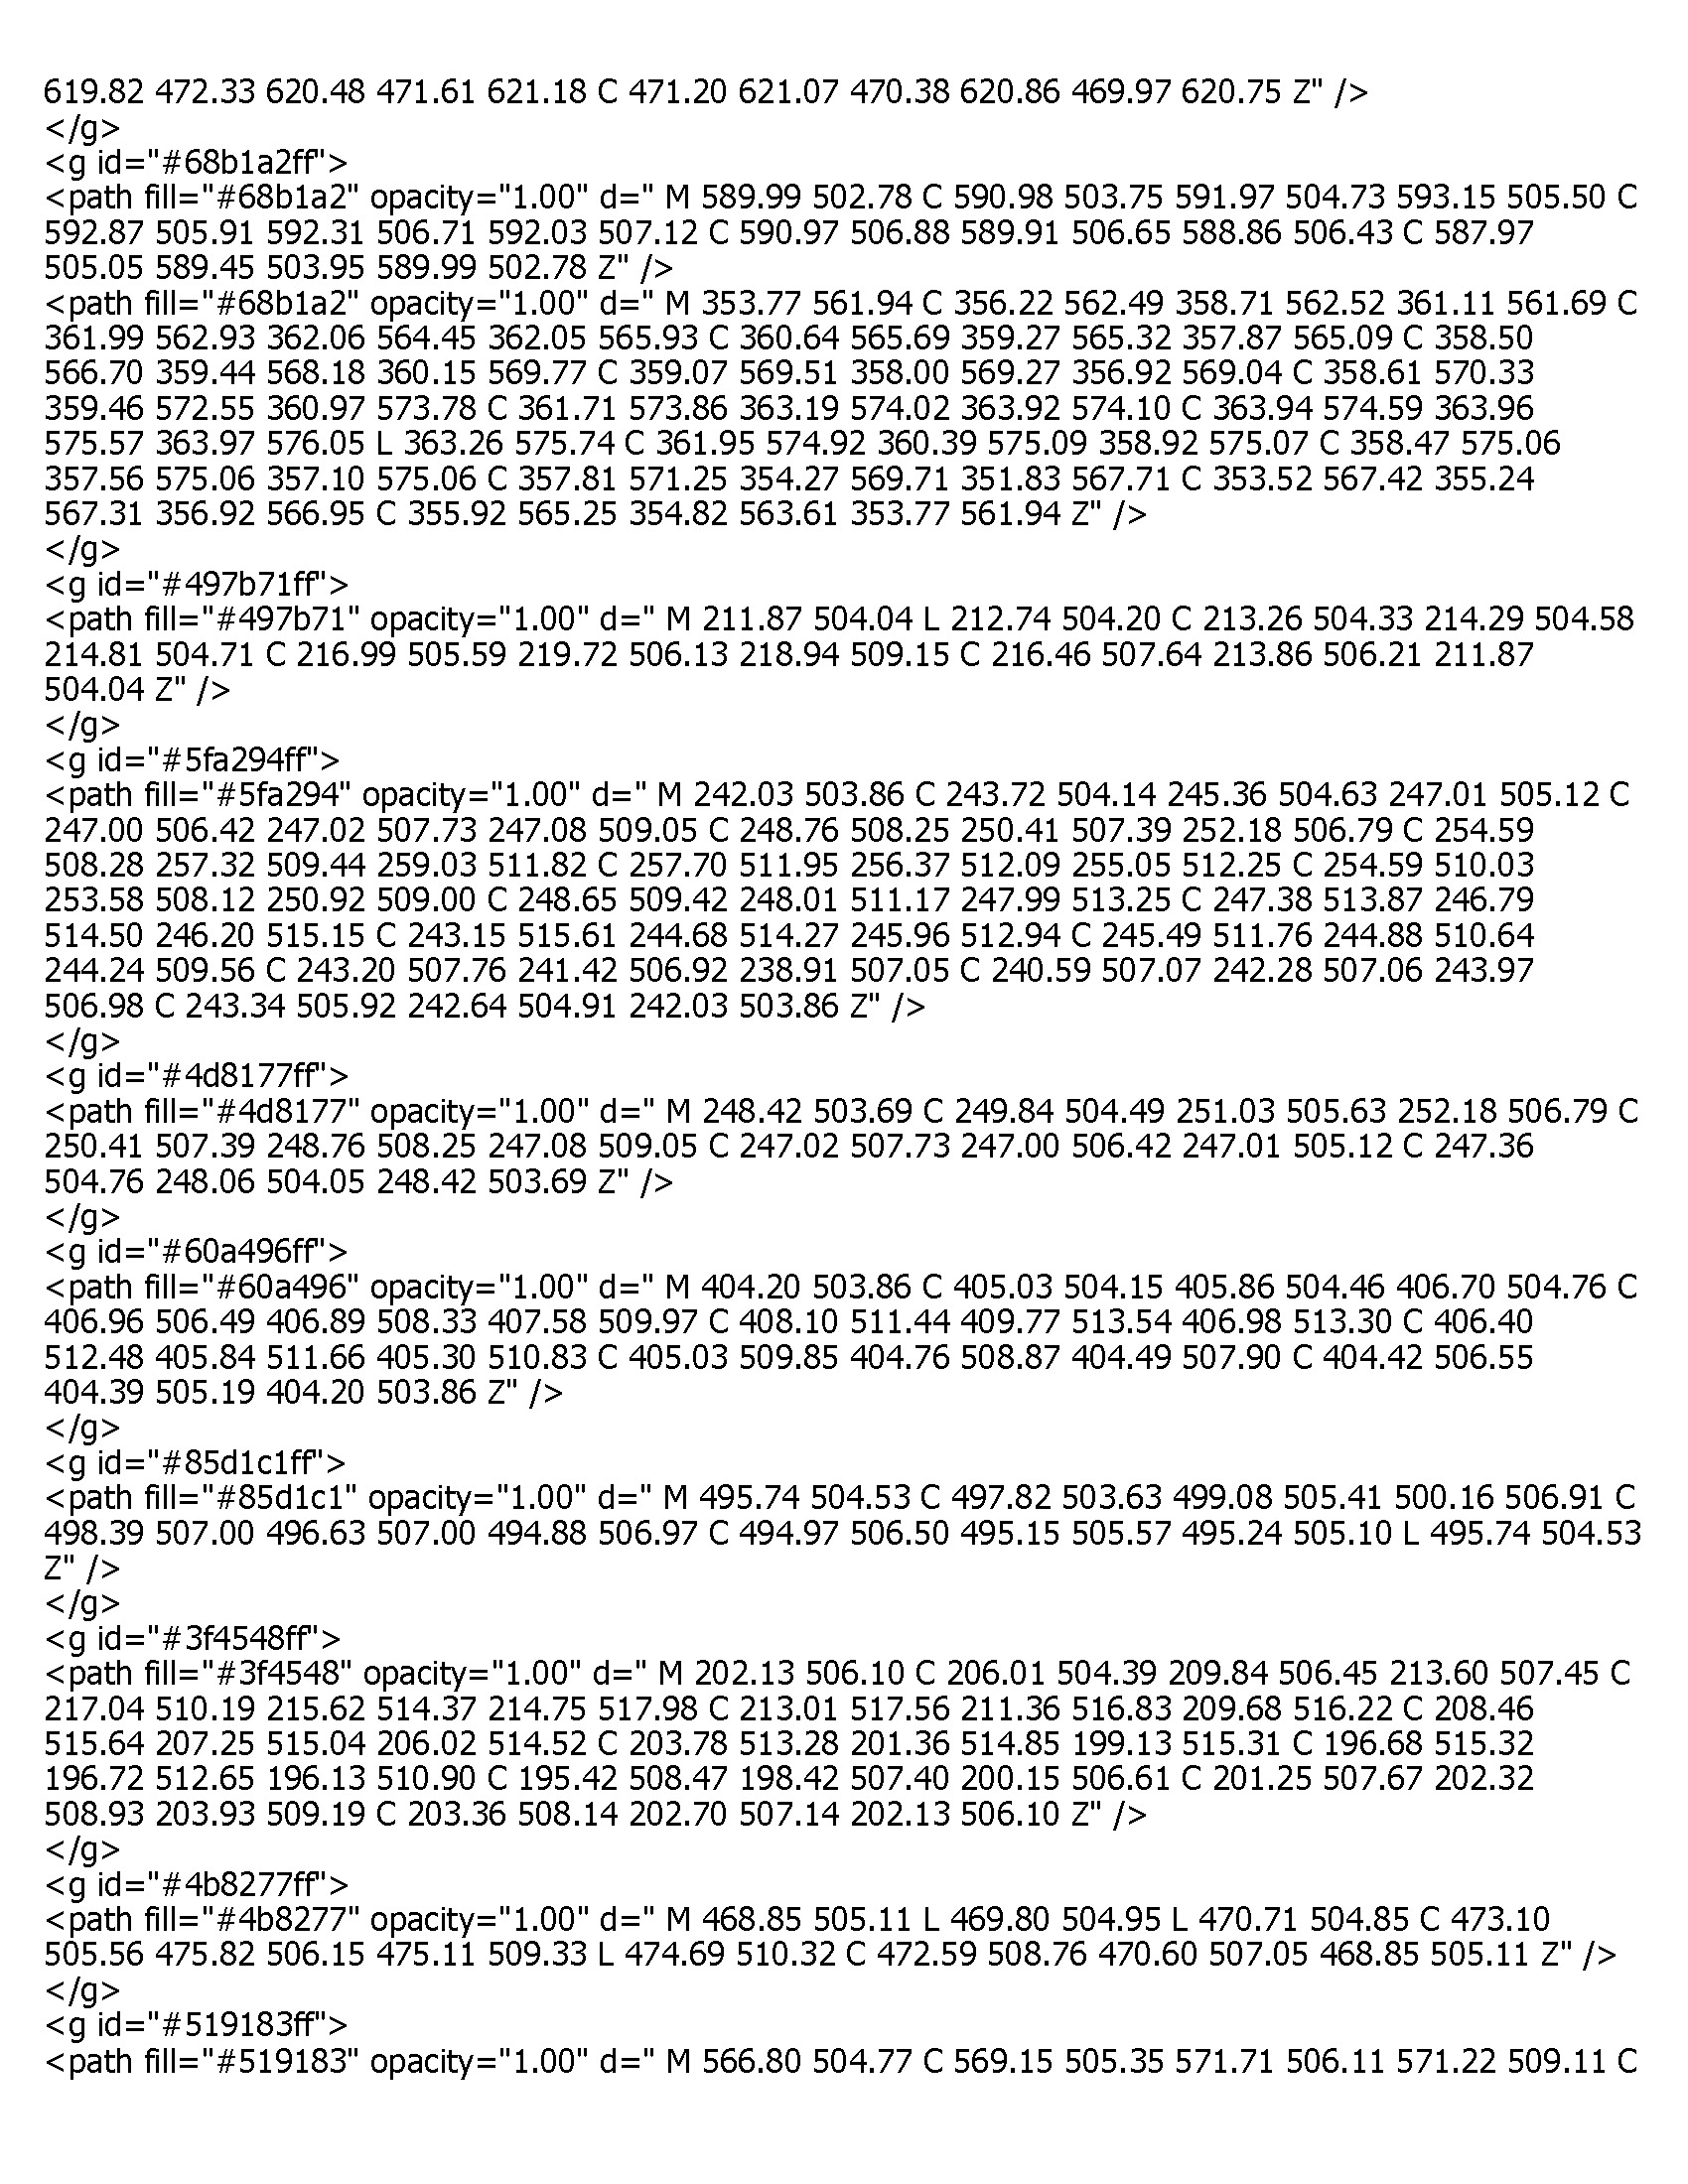 619.82 472.33 620.48 471.61 621.18 C 471.20 621.07 470.38 620.86 469.97 620.75 Z" />
</g>
<g id="#68b1a2ff">
<path fill="#68b1a2" opacity="1.00" d=" M 589.99 502.78 C 590.98 503.75 591.97 504.73 593.15 505.50 C
592.87 505.91 592.31 506.71 592.03 507.12 C 590.97 506.88 589.91 506.65 588.86 506.43 C 587.97
505.05 589.45 503.95 589.99 502.78 Z" />
<path fill="#68b1a2" opacity="1.00" d=" M 353.77 561.94 C 356.22 562.49 358.71 562.52 361.11 561.69 C
361.99 562.93 362.06 564.45 362.05 565.93 C 360.64 565.69 359.27 565.32 357.87 565.09 C 358.50
566.70 359.44 568.18 360.15 569.77 C 359.07 569.51 358.00 569.27 356.92 569.04 C 358.61 570.33
359.46 572.55 360.97 573.78 C 361.71 573.86 363.19 574.02 363.92 574.10 C 363.94 574.59 363.96
575.57 363.97 576.05 L 363.26 575.74 C 361.95 574.92 360.39 575.09 358.92 575.07 C 358.47 575.06
357.56 575.06 357.10 575.06 C 357.81 571.25 354.27 569.71 351.83 567.71 C 353.52 567.42 355.24
567.31 356.92 566.95 C 355.92 565.25 354.82 563.61 353.77 561.94 Z" />
</g>
<g id="#497b71ff">
<path fill="#497b71" opacity="1.00" d=" M 211.87 504.04 L 212.74 504.20 C 213.26 504.33 214.29 504.58
214.81 504.71 C 216.99 505.59 219.72 506.13 218.94 509.15 C 216.46 507.64 213.86 506.21 211.87
504.04 Z" />
</g>
<g id="#5fa294ff">
<path fill="#5fa294" opacity="1.00" d=" M 242.03 503.86 C 243.72 504.14 245.36 504.63 247.01 505.12 C
247.00 506.42 247.02 507.73 247.08 509.05 C 248.76 508.25 250.41 507.39 252.18 506.79 C 254.59
508.28 257.32 509.44 259.03 511.82 C 257.70 511.95 256.37 512.09 255.05 512.25 C 254.59 510.03
253.58 508.12 250.92 509.00 C 248.65 509.42 248.01 511.17 247.99 513.25 C 247.38 513.87 246.79
514.50 246.20 515.15 C 243.15 515.61 244.68 514.27 245.96 512.94 C 245.49 511.76 244.88 510.64
244.24 509.56 C 243.20 507.76 241.42 506.92 238.91 507.05 C 240.59 507.07 242.28 507.06 243.97
506.98 C 243.34 505.92 242.64 504.91 242.03 503.86 Z" />
</g>
<g id="#4d8177ff">
<path fill="#4d8177" opacity="1.00" d=" M 248.42 503.69 C 249.84 504.49 251.03 505.63 252.18 506.79 C
250.41 507.39 248.76 508.25 247.08 509.05 C 247.02 507.73 247.00 506.42 247.01 505.12 C 247.36
504.76 248.06 504.05 248.42 503.69 Z" />
</g>
<g id="#60a496ff">
<path fill="#60a496" opacity="1.00" d=" M 404.20 503.86 C 405.03 504.15 405.86 504.46 406.70 504.76 C
406.96 506.49 406.89 508.33 407.58 509.97 C 408.10 511.44 409.77 513.54 406.98 513.30 C 406.40
512.48 405.84 511.66 405.30 510.83 C 405.03 509.85 404.76 508.87 404.49 507.90 C 404.42 506.55
404.39 505.19 404.20 503.86 Z" />
</g>
<g id="#85d1c1ff">
<path fill="#85d1c1" opacity="1.00" d=" M 495.74 504.53 C 497.82 503.63 499.08 505.41 500.16 506.91 C
498.39 507.00 496.63 507.00 494.88 506.97 C 494.97 506.50 495.15 505.57 495.24 505.10 L 495.74 504.53
Z" />
</g>
<g id="#3f4548ff">
<path fill="#3f4548" opacity="1.00" d=" M 202.13 506.10 C 206.01 504.39 209.84 506.45 213.60 507.45 C
217.04 510.19 215.62 514.37 214.75 517.98 C 213.01 517.56 211.36 516.83 209.68 516.22 C 208.46
515.64 207.25 515.04 206.02 514.52 C 203.78 513.28 201.36 514.85 199.13 515.31 C 196.68 515.32
196.72 512.65 196.13 510.90 C 195.42 508.47 198.42 507.40 200.15 506.61 C 201.25 507.67 202.32
508.93 203.93 509.19 C 203.36 508.14 202.70 507.14 202.13 506.10 Z" />
</g>
<g id="#4b8277ff">
<path fill="#4b8277" opacity="1.00" d=" M 468.85 505.11 L 469.80 504.95 L 470.71 504.85 C 473.10
505.56 475.82 506.15 475.11 509.33 L 474.69 510.32 C 472.59 508.76 470.60 507.05 468.85 505.11 Z" />
</g>
<g id="#519183ff">
<path fill="#519183" opacity="1.00" d=" M 566.80 504.77 C 569.15 505.35 571.71 506.11 571.22 509.11 C